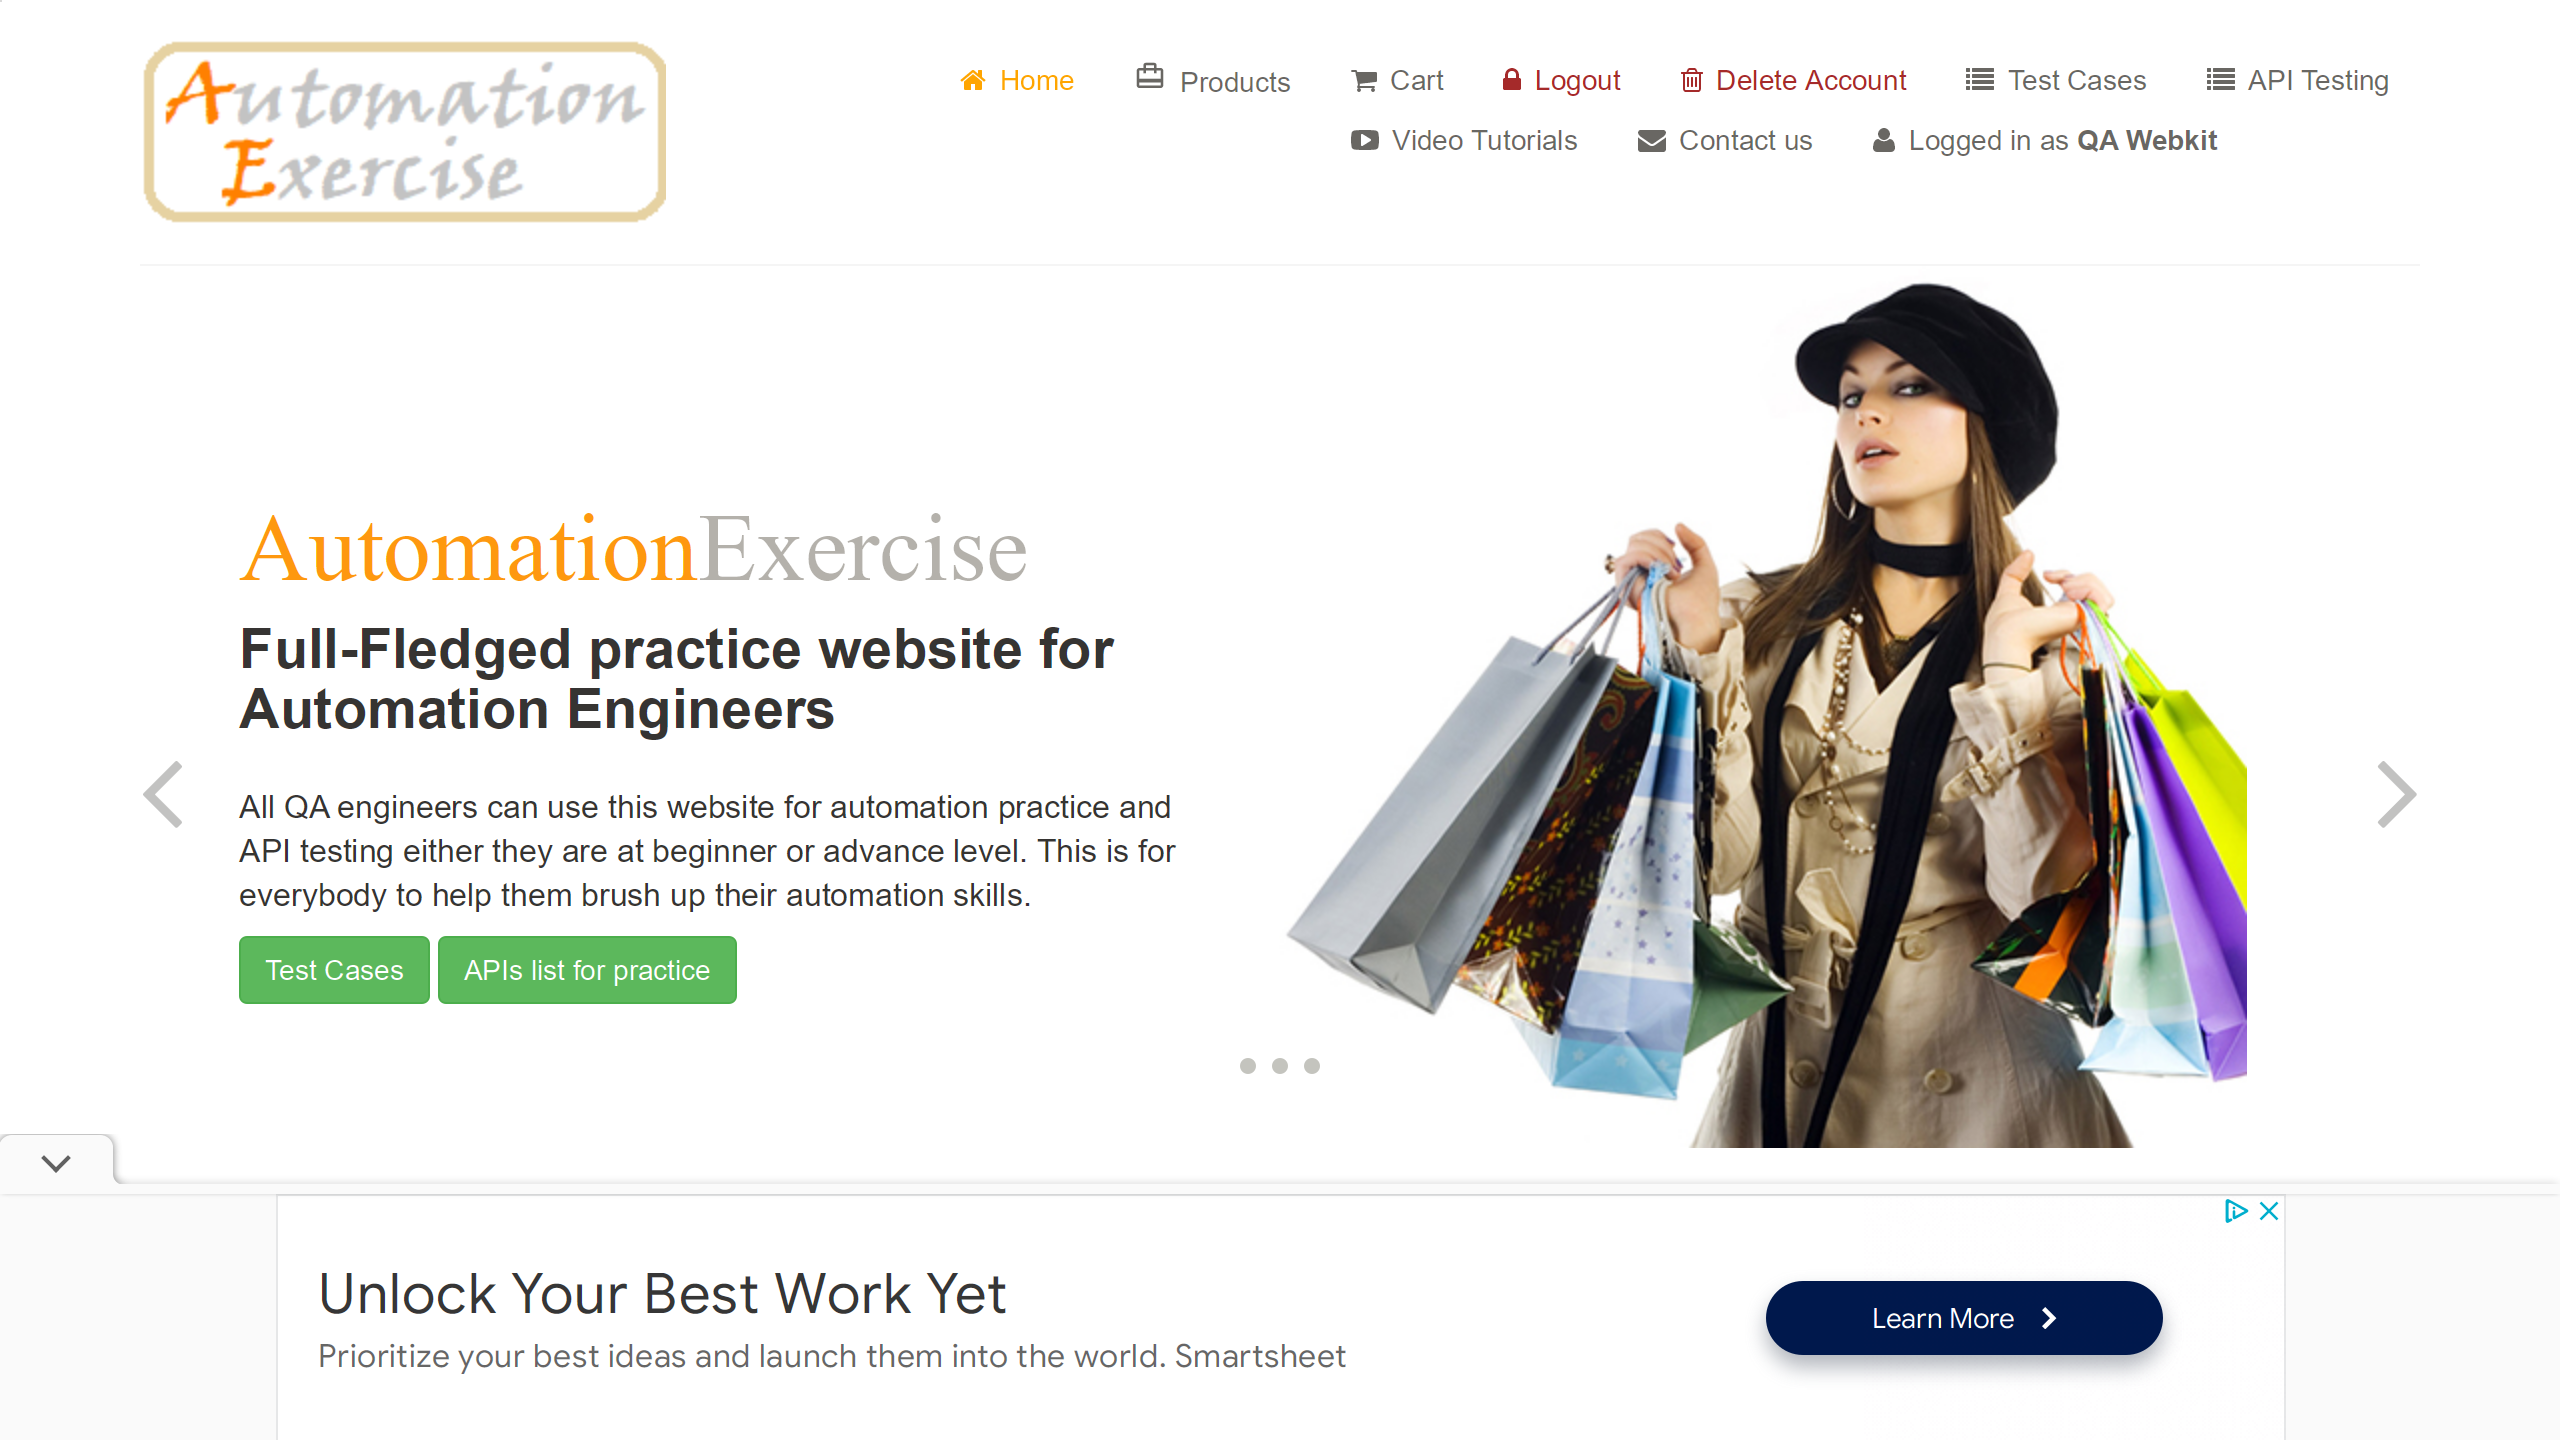 Automation
Exercise
Home Products Cart Logout Delete Account Test Cases API Testing
Video Tutorials Contact us Logged in as QA Webkit
AutomationExercise
Full-Fledged practice website for
Automation Engineers
All QA engineers can use this website for automation practice and
API testing either they are at beginner or advance level. This is for
everybody to help them brush up their automation skills.
Test Cases APIs list for practice
Unlock Your Best Work Yet
Prioritize your best ideas and launch them into the world. Smartsheet
Learn More